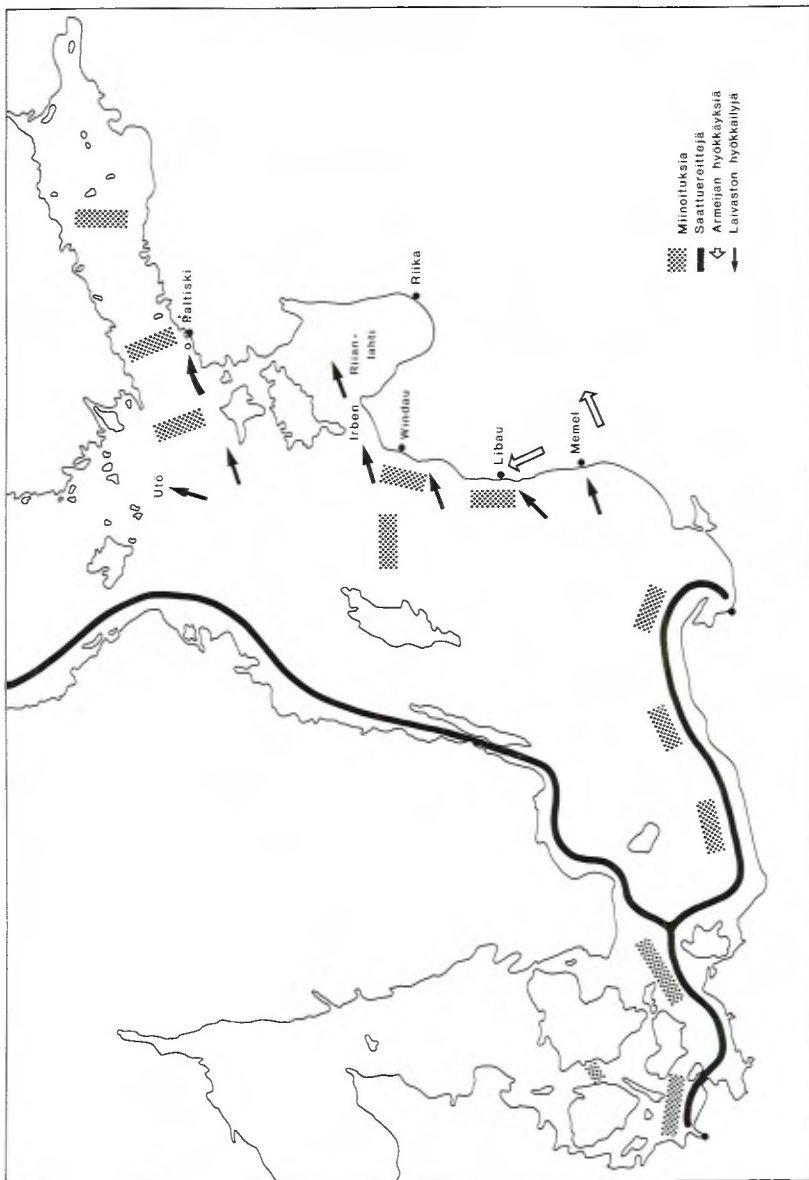 Utö
Paltiski
Riian-
lahti
Riika
Irben
Windau
Libau
Memel
Miinoituksia
Saattuereittejä
Armeijan hyökkäyksiä
Laivaston hyökkäilyjä